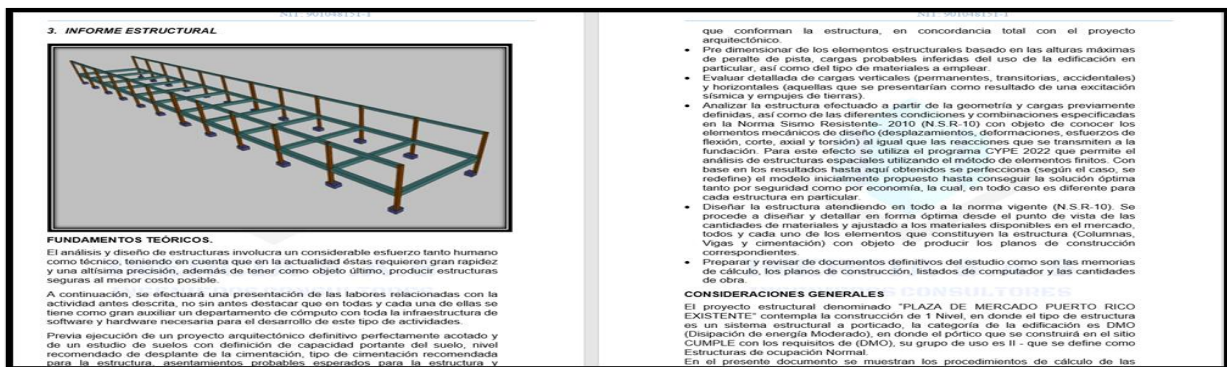 NIT: 901048151-1
3. INFORME ESTRUCTURAL
FUNDAMENTOS TEÓRICOS.
El análisis y diseño de estructuras involucra un considerable esfuerzo tanto humano
como técnico, teniendo en cuenta que en la actualidad éstas requieren gran rapidez
y una altísima precisión, además de tener como objeto último, producir estructuras
seguras al menor costo posible.
A continuación, se efectuará una presentación de las labores relacionadas con la
actividad antes descrita, no sin antes destacar que en todas y cada una de ellas se
tiene como gran auxiliar un departamento de cómputo con toda la infraestructura de
software y hardware necesaria para el desarrollo de este tipo de actividades.
Previa ejecución de un proyecto arquitectónico definitivo perfectamente acotado y
de un estudio de suelos con definición de capacidad portante del suelo, nivel
recomendado de desplante de la cimentación, tipo de cimentación recomendada
para la estructura, asentamientos probables esperados para la estructura y
NIT: 901048151-1
que conforman la estructura, en concordancia total con el proyecto
arquitectónico.
• Pre dimensionar de los elementos estructurales basado en las alturas máximas
de peralte de pista, cargas probables inferidas del uso de la edificación en
particular, así como del tipo de materiales a emplear.
• Evaluar detallada de cargas verticales (permanentes, transitorias, accidentales)
y horizontales (aquellas que se presentarían como resultado de una excitación
sísmica y empujes de tierras).
• Analizar la estructura efectuado a partir de la geometría y cargas previamente
definidas, así como de las diferentes condiciones y combinaciones especificadas
en la Norma Sismo Resistente- 2010 (N.S.R-10) con objeto de conocer los
elementos mecánicos de diseño (desplazamientos, deformaciones, esfuerzos de
flexión, corte, axial y torsión) al igual que las reacciones que se transmiten a la
fundación. Para este efecto se utiliza el programa CYPE 2022 que permite el
análisis de estructuras espaciales utilizando el método de elementos finitos. Con
base en los resultados hasta aquí obtenidos se perfecciona (según el caso, se
redefine) el modelo inicialmente propuesto hasta conseguir la solución óptima
tanto por seguridad como por economía, la cual, en todo caso es diferente para
cada estructura en particular.
• Diseñar la estructura atendiendo en todo a la norma vigente (N.S.R-10). Se
procede a diseñar y detallar en forma óptima desde el punto de vista de las
cantidades de materiales y ajustado a los materiales disponibles en el mercado,
todos y cada uno de los elementos que constituyen la estructura (Columnas,
Vigas y cimentación) con objeto de producir los planos de construcción
correspondientes.
• Preparar y revisar de documentos definitivos del estudio como son las memorias
de cálculo, los planos de construcción, listados de computador y las cantidades
de obra.
CONSULTORES
CONSIDERACIONES GENERALES
El proyecto estructural denominado "PLAZA DE MERCADO PUERTO RICO
EXISTENTE" contempla la construcción de 1 Nivel, en donde el tipo de estructura
es un sistema estructural a porticado, la categoría de la edificación es DMO
(Disipación de energía Moderado), en donde el pórtico que se construirá en el sitio
CUMPLE con los requisitos de (DMO), su grupo de uso es II - que se define como
Estructuras de ocupación Normal.
En el presente documento se muestran los procedimientos de cálculo de las